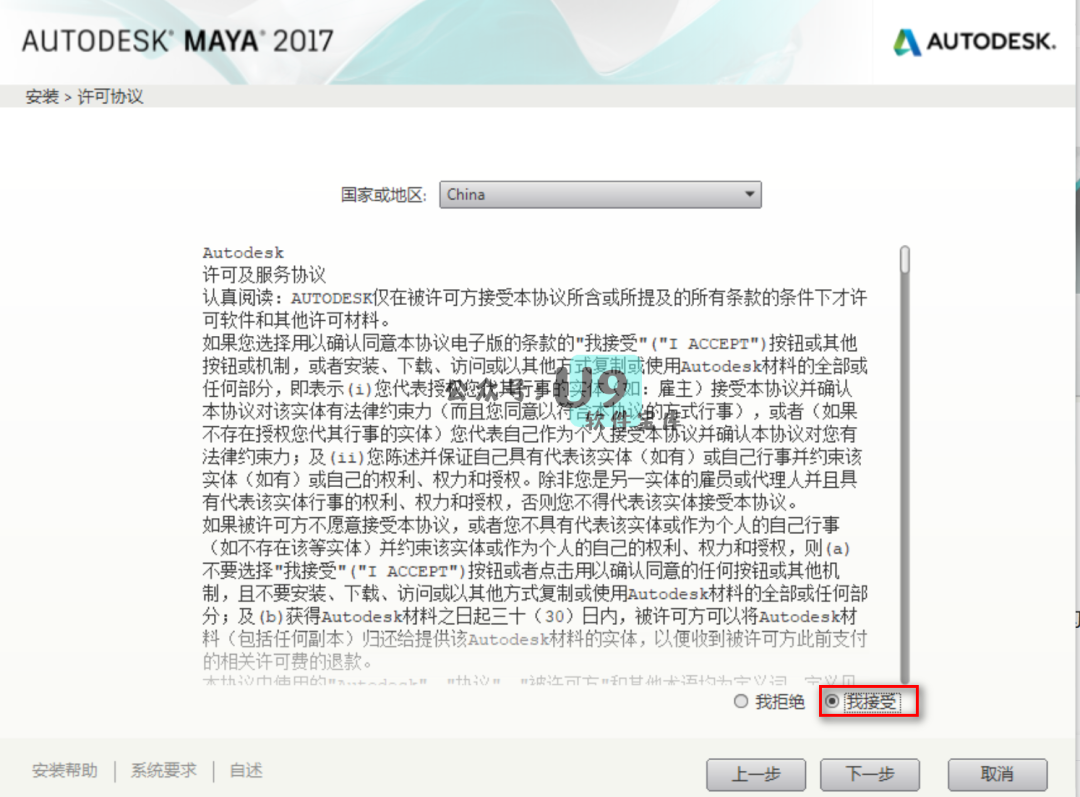 AUTODESK® MAYA® 2017
AUTODESK.
安装 > 许可协议
国家或地区: China
Autodesk
许可及服务协议
认真阅读：AUTODESK仅在被许可方接受本协议所含或所提及的所有条款的条件下才许
可软件和其他许可材料。
如果您选择用以确认同意本协议电子版的条款的"我接受"("I ACCEPT")按钮或其他
按钮或机制，或者安装、下载、访问或以其他方式复制或使用Autodesk材料的全部或
任何部分，即表示(i)您代表授权您代其行事的实体（如：雇主）接受本协议并确认
本协议对该实体有法律约束力（而且您同意以符合本协议的方式行事），或者（如果
不存在授权您代其行事的实体）您代表自己作为个人接受本协议并确认本协议对您有
法律约束力；及(ii)您陈述并保证自己具有代表该实体（如有）或自己行事并约束该
实体（如有）或自己的权利、权力和授权。除非您是另一实体的雇员或代理人并且具
有代表该实体行事的权利、权力和授权，否则您不得代表该实体接受本协议。
如果被许可方不愿意接受本协议，或者您不具有代表该实体或作为个人的自己行事
（如不存在该等实体）并约束该实体或作为个人的自己的权利、权力和授权，则(a)
不要选择"我接受"("I ACCEPT")按钮或者点击用以确认同意的任何按钮或其他机
制，且不要安装、下载、访问或以其他方式复制或使用Autodesk材料的全部或任何部
分；及(b)获得Autodesk材料之日起三十（30）日内，被许可方可以将Autodesk材
料（包括任何副本）归还给提供该Autodesk材料的实体，以便收到被许可方此前支付
的相关许可费的退款。
本协议中使用的"Autodesk"、"协议"、"被许可方"和其他术语均为定义词，定义见
公众号: U9
软件宝库
我拒绝 我接受
安装帮助 | 系统要求 | 自述
上一步 下一步 取消